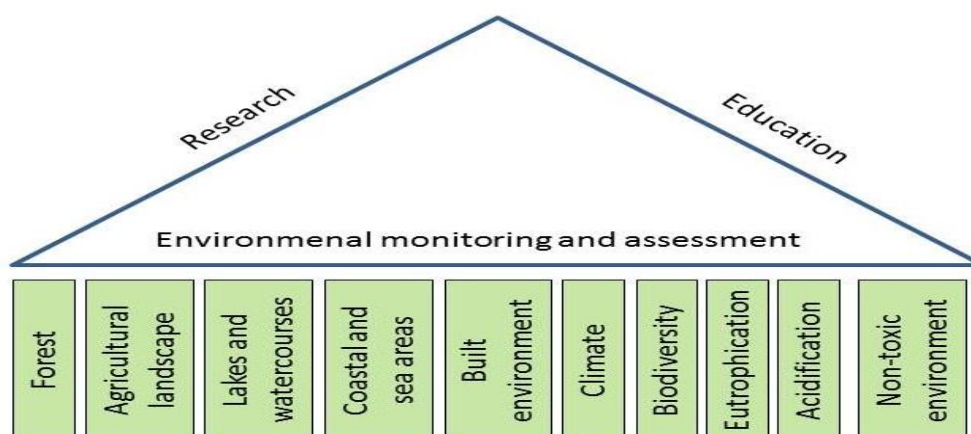 Research
Education
Environmenal monitoring and assessment
Forest
Agricultural
landscape
Lakes and
watercourses
Coastal and
sea areas
Built
environment
Climate
Biodiversity
Eutrophication
Acidification
Non-toxic
environment